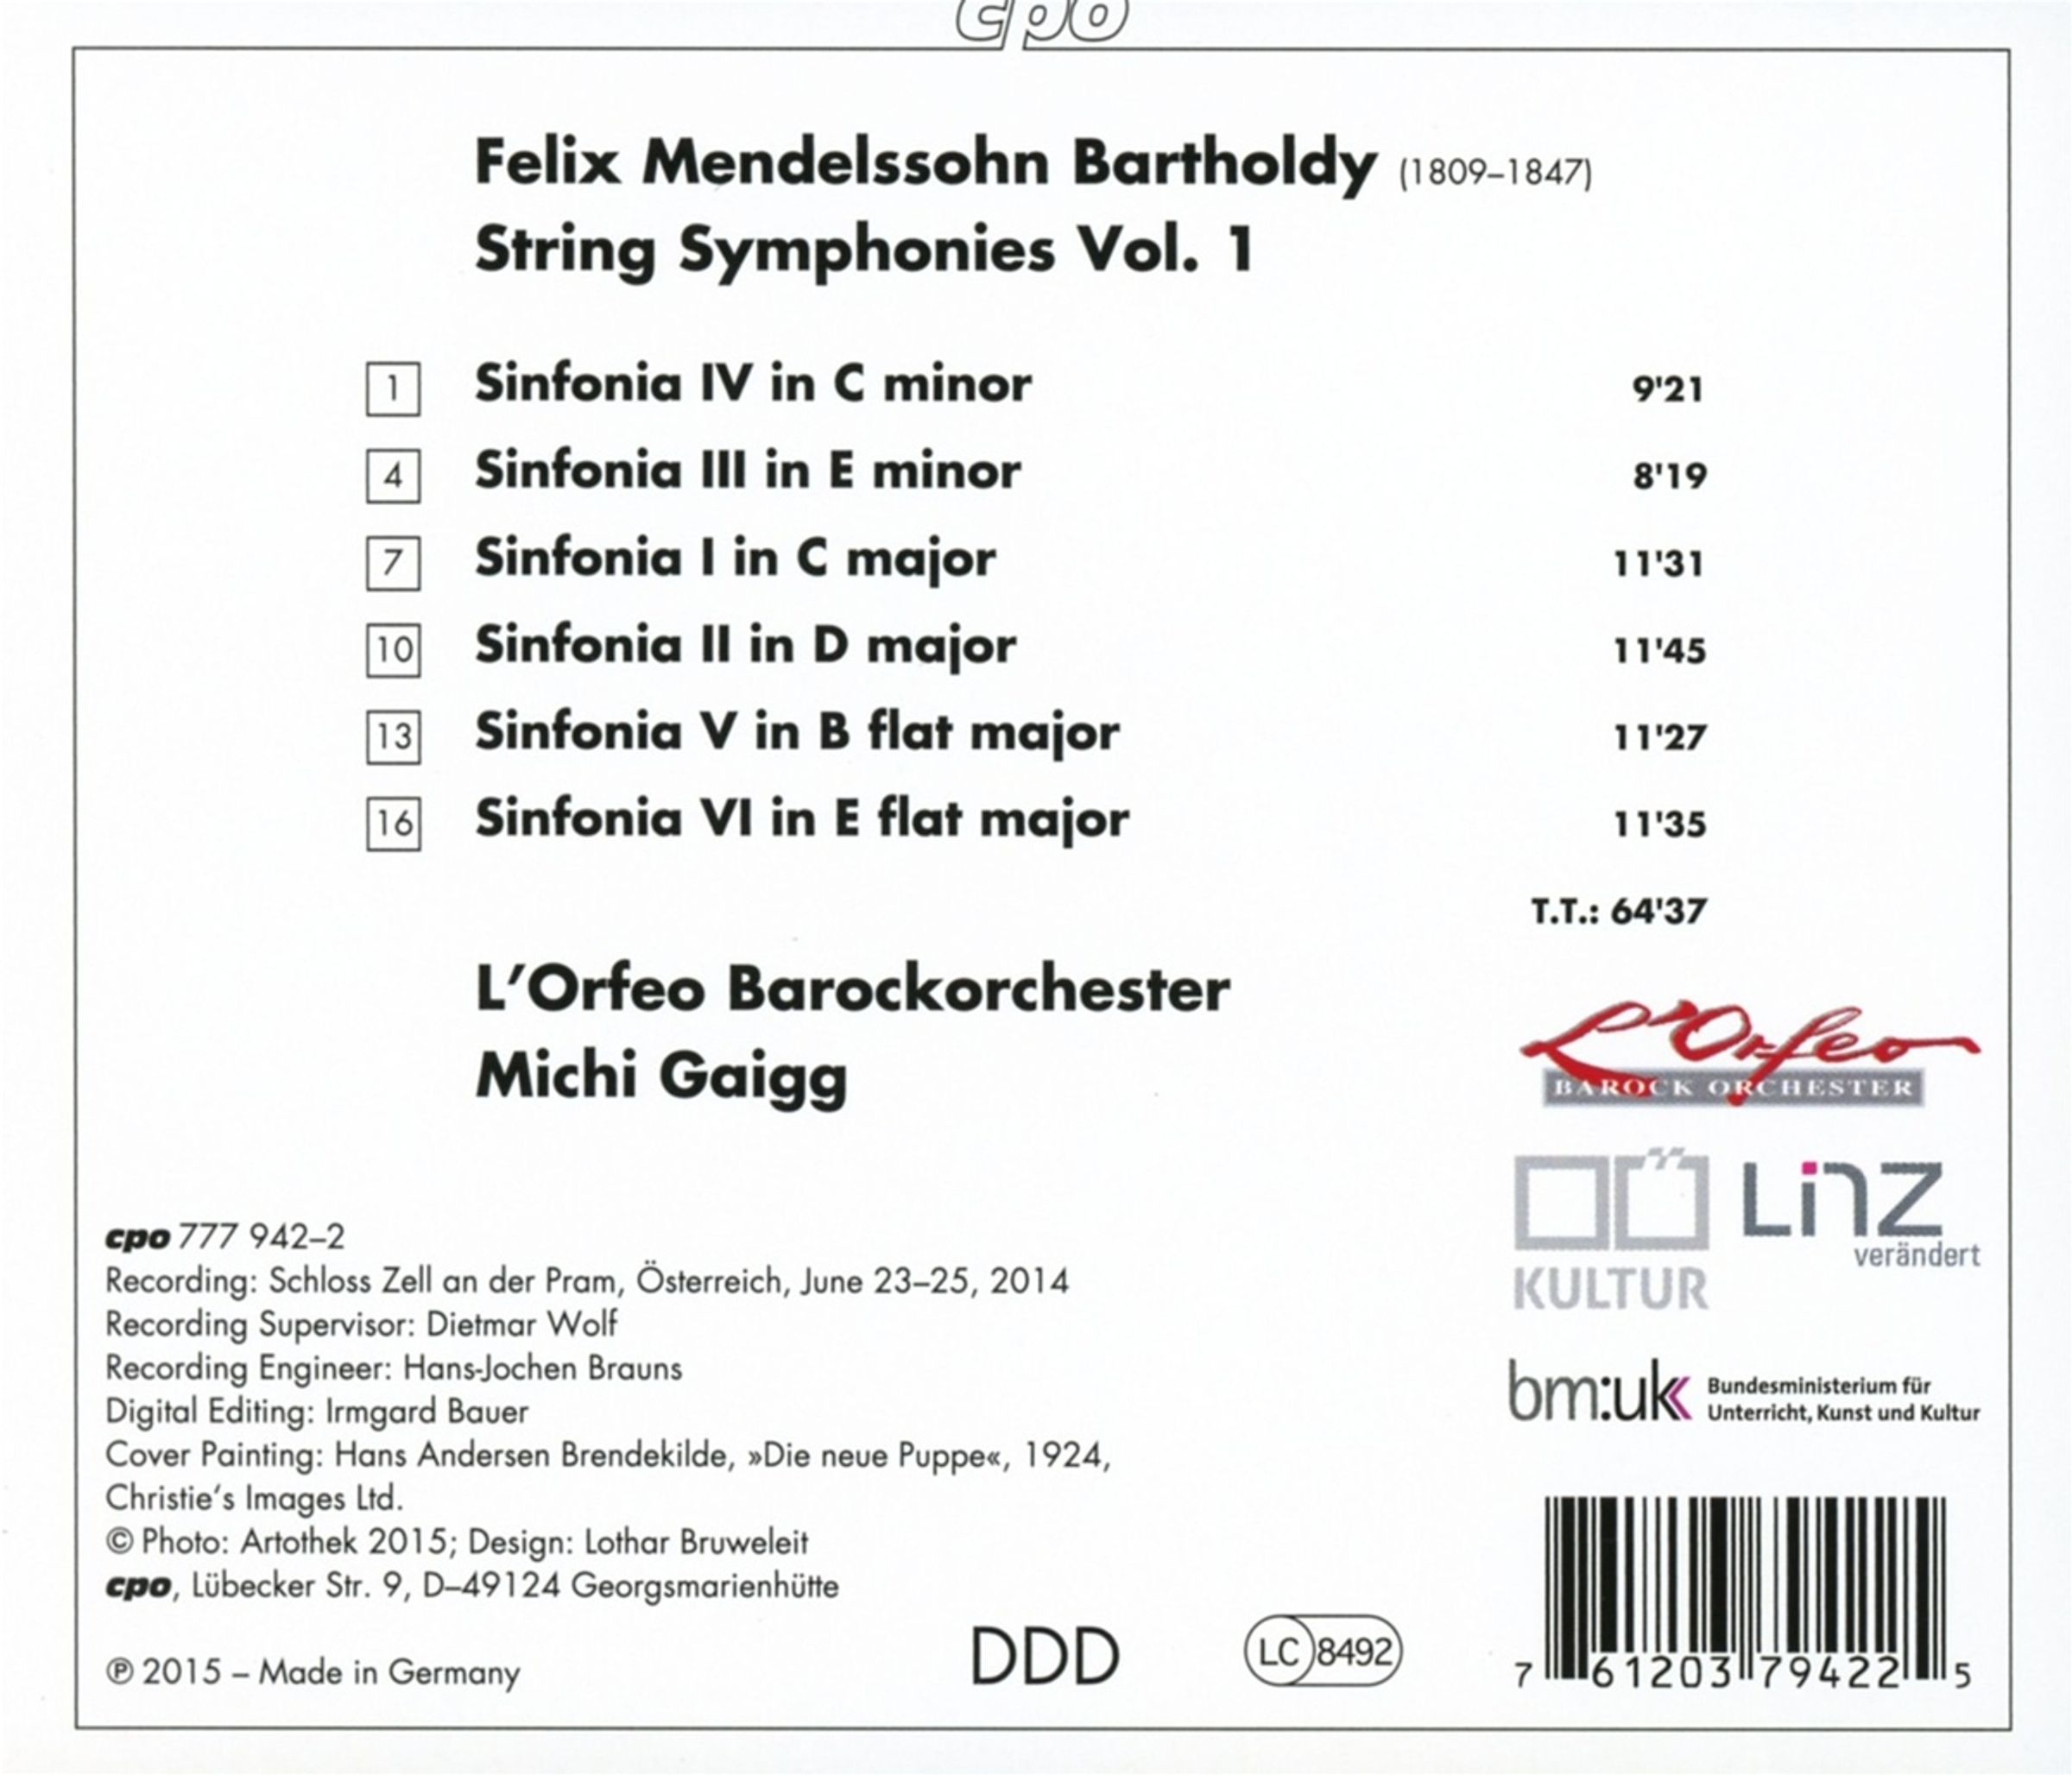 cpo
Felix Mendelssohn Bartholdy (1809–1847)
String Symphonies Vol. 1
1 Sinfonia IV in C minor 9'21
4 Sinfonia III in E minor 8'19
7 Sinfonia I in C major 11'31
10 Sinfonia II in D major 11'45
13 Sinfonia V in B flat major 11'27
16 Sinfonia VI in E flat major 11'35
T.T.: 64'37
L'Orfeo Barockorchester
Michi Gaigg
L'Orfeo
BAROCK ORCHESTER
OÖ
KULTUR
Linz
verändert
bm:uk Bundesministerium für
Unterricht, Kunst und Kultur
cpo 777 942–2
Recording: Schloss Zell an der Pram, Österreich, June 23–25, 2014
Recording Supervisor: Dietmar Wolf
Recording Engineer: Hans-Jochen Brauns
Digital Editing: Irmgard Bauer
Cover Painting: Hans Andersen Brendekilde, »Die neue Puppe«, 1924,
Christie's Images Ltd.
© Photo: Artothek 2015; Design: Lothar Bruweleit
cpo, Lübecker Str. 9, D–49124 Georgsmarienhütte
℗ 2015 – Made in Germany
DDD
LC 8492
7 61203 79422 5